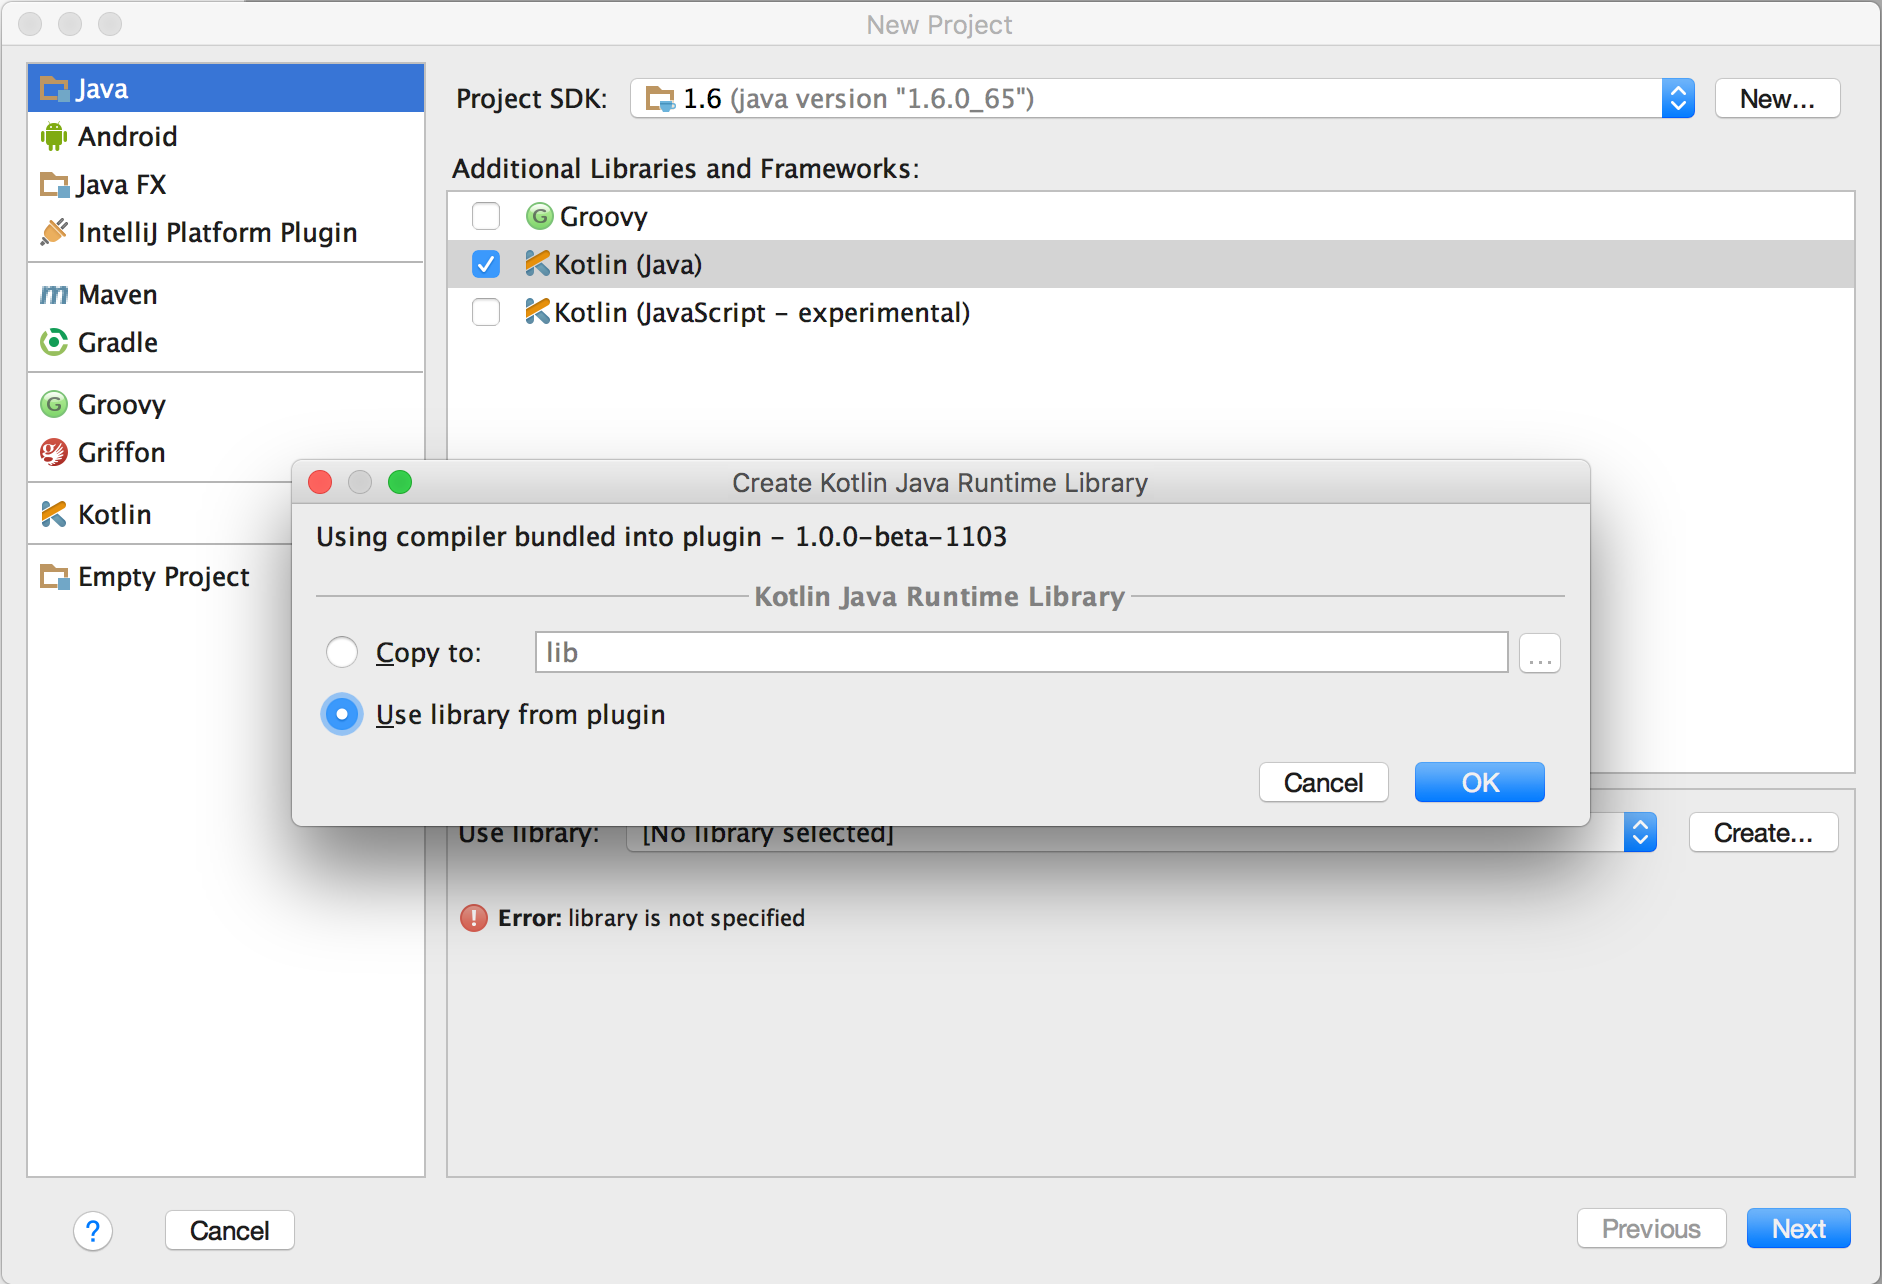 New Project
Java
Android
Java FX
IntelliJ Platform Plugin
Maven
Gradle
Groovy
Griffon
Kotlin
Empty Project
Project SDK: 1.6 (java version "1.6.0_65") New...
Additional Libraries and Frameworks:
Groovy
Kotlin (Java)
Kotlin (JavaScript – experimental)
Create Kotlin Java Runtime Library
Using compiler bundled into plugin – 1.0.0-beta-1103
Kotlin Java Runtime Library
Copy to: lib ...
Use library from plugin
Cancel OK
Use library: [No library selected] Create...
Error: library is not specified
? Cancel Previous Next